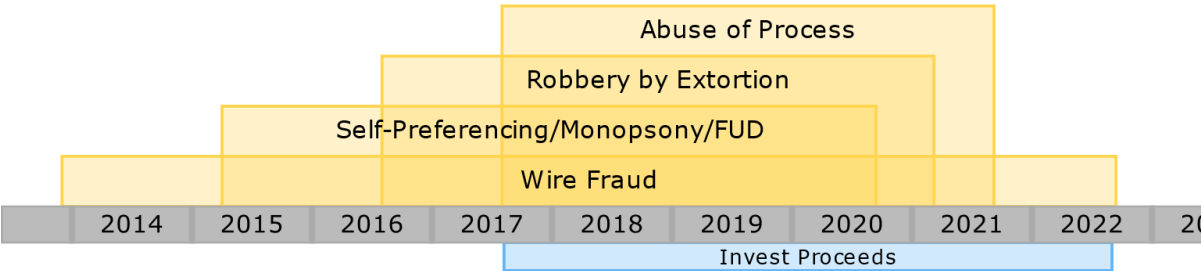 Abuse of Process
Robbery by Extortion
Self-Preferencing/Monopsony/FUD
Wire Fraud
2014 2015 2016 2017 2018 2019 2020 2021 2022
Invest Proceeds